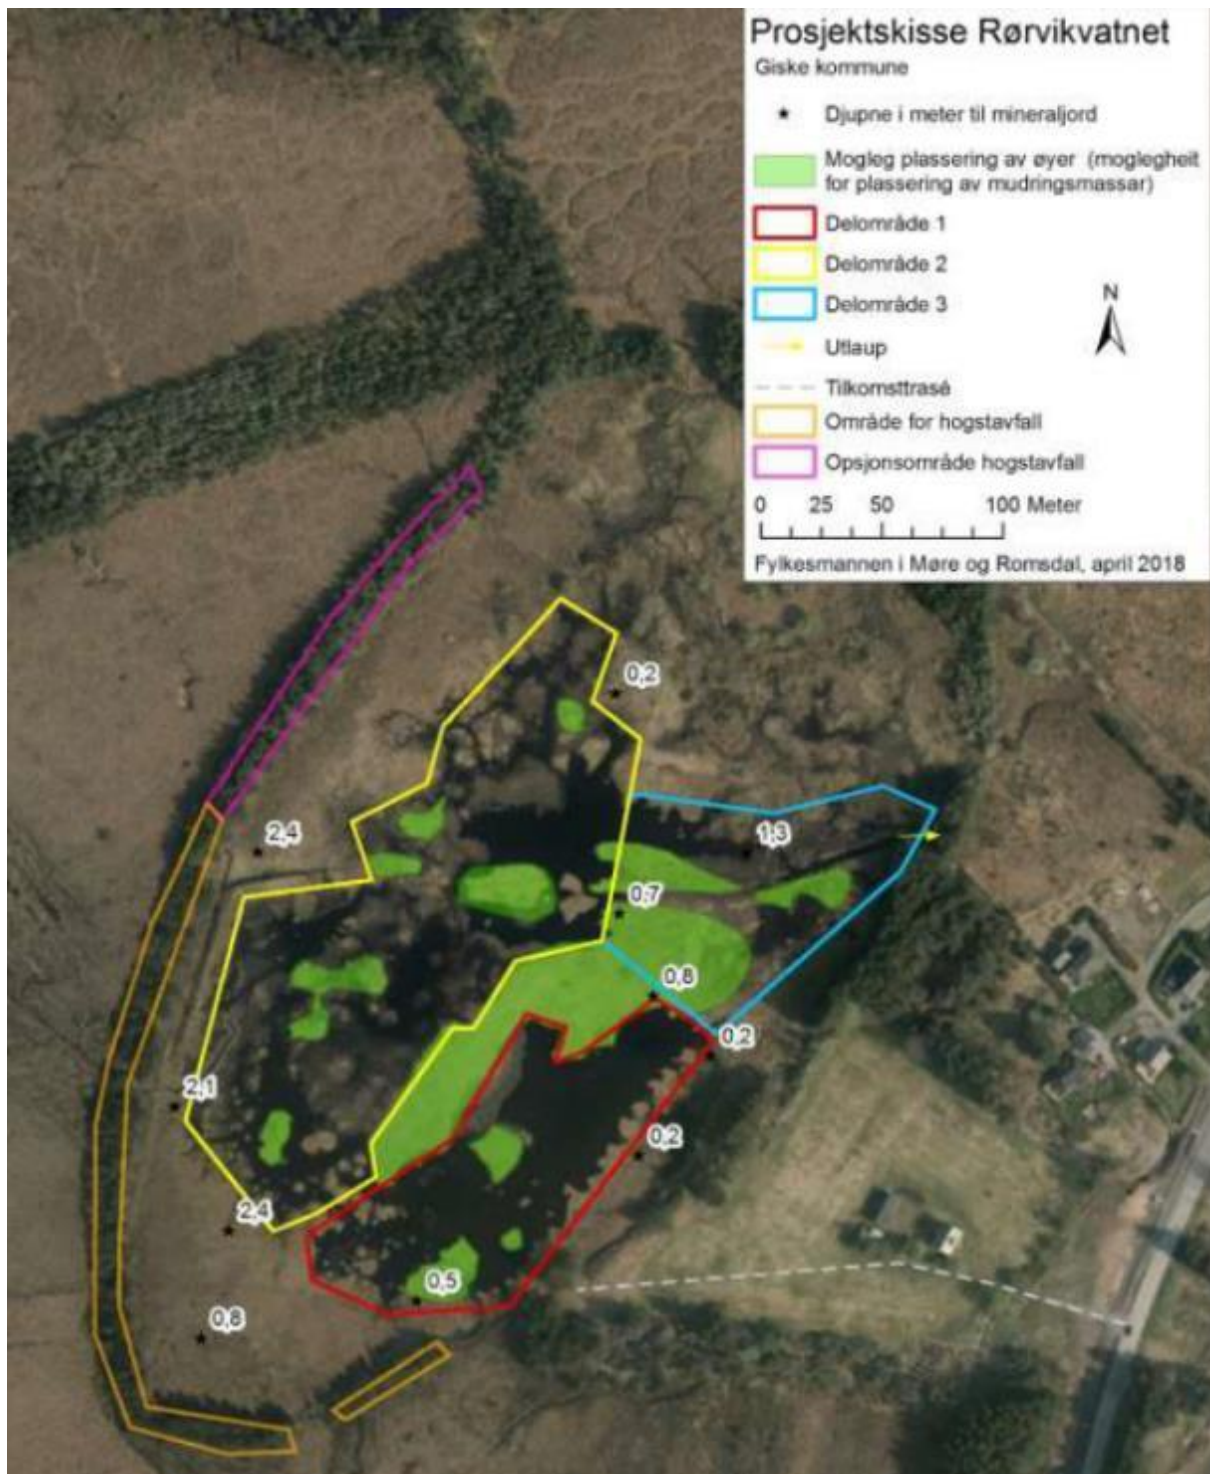 Prosjektskisse Rørvikvatnet
Giske kommune
Djupne i meter til mineraljord
Mogleg plassering av øyer (moglegheit
for plassering av mudringsmassar)
Delområde 1
Delområde 2
Delområde 3
N
Utlaup
Tilkomsttrasé
Område for hogstavfall
Opsjonsområde hogstavfall
0 25 50 100 Meter
Fylkesmannen i Møre og Romsdal, april 2018
0,2
2,4
1,3
0,7
0,8
0,2
2,1
0,2
2,4
0,5
0,8